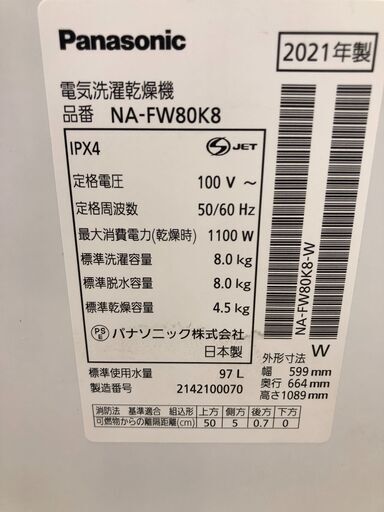 Panasonic
2021年製
電気洗濯乾燥機
品番 NA-FW80K8
IPX4 S JET
定格電圧 100 V ～
定格周波数 50/60 Hz
最大消費電力(乾燥時) 1100 W
標準洗濯容量 8.0 kg
標準脱水容量 8.0 kg
標準乾燥容量 4.5 kg
PS E パナソニック株式会社
日本製
標準使用水量 97 L
製造番号 2142100070
NA-FW80K8-W
W
外形寸法
幅 599 mm
奥行 664 mm
高さ1089 mm
消防法 基準適合 組込形 上方 側方 後方 下方
可燃物からの離隔距離(cm) 50 5 0.7 0